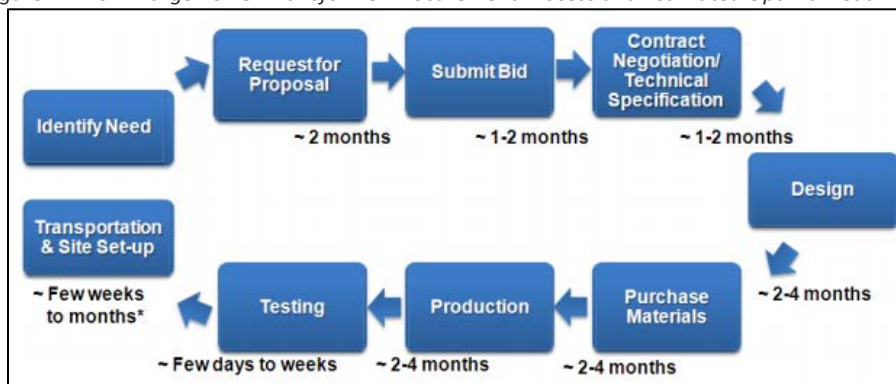 Identify Need
Request for
Proposal
~ 2 months
Submit Bid
~ 1-2 months
Contract
Negotiation/
Technical
Specification
~ 1-2 months
Design
~ 2-4 months
Purchase
Materials
~ 2-4 months
Production
~ 2-4 months
Testing
~ Few days to weeks
Transportation
& Site Set-up
~ Few weeks
to months*